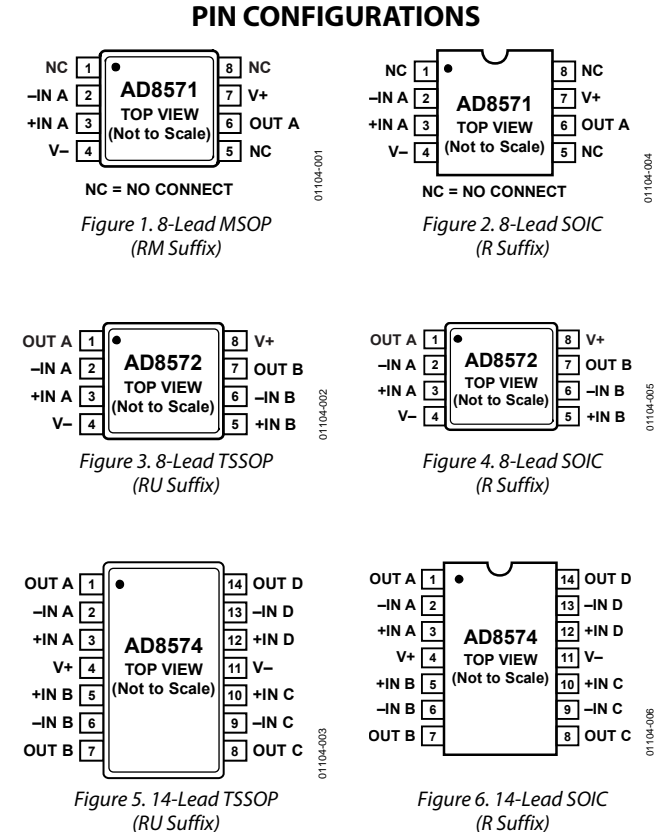 PIN CONFIGURATIONS
NC 1
–IN A 2
+IN A 3
V– 4
AD8571
TOP VIEW
(Not to Scale)
8 NC
7 V+
6 OUT A
5 NC
NC = NO CONNECT
01104-001
Figure 1. 8-Lead MSOP
(RM Suffix)
NC 1
–IN A 2
+IN A 3
V– 4
AD8571
TOP VIEW
(Not to Scale)
8 NC
7 V+
6 OUT A
5 NC
NC = NO CONNECT
01104-004
Figure 2. 8-Lead SOIC
(R Suffix)
OUT A 1
–IN A 2
+IN A 3
V– 4
AD8572
TOP VIEW
(Not to Scale)
8 V+
7 OUT B
6 –IN B
5 +IN B
01104-002
Figure 3. 8-Lead TSSOP
(RU Suffix)
OUT A 1
–IN A 2
+IN A 3
V– 4
AD8572
TOP VIEW
(Not to Scale)
8 V+
7 OUT B
6 –IN B
5 +IN B
01104-005
Figure 4. 8-Lead SOIC
(R Suffix)
OUT A 1
–IN A 2
+IN A 3
V+ 4
+IN B 5
–IN B 6
OUT B 7
AD8574
TOP VIEW
(Not to Scale)
14 OUT D
13 –IN D
12 +IN D
11 V–
10 +IN C
9 –IN C
8 OUT C
01104-003
Figure 5. 14-Lead TSSOP
(RU Suffix)
OUT A 1
–IN A 2
+IN A 3
V+ 4
+IN B 5
–IN B 6
OUT B 7
AD8574
TOP VIEW
(Not to Scale)
14 OUT D
13 –IN D
12 +IN D
11 V–
10 +IN C
9 –IN C
8 OUT C
01104-006
Figure 6. 14-Lead SOIC
(R Suffix)